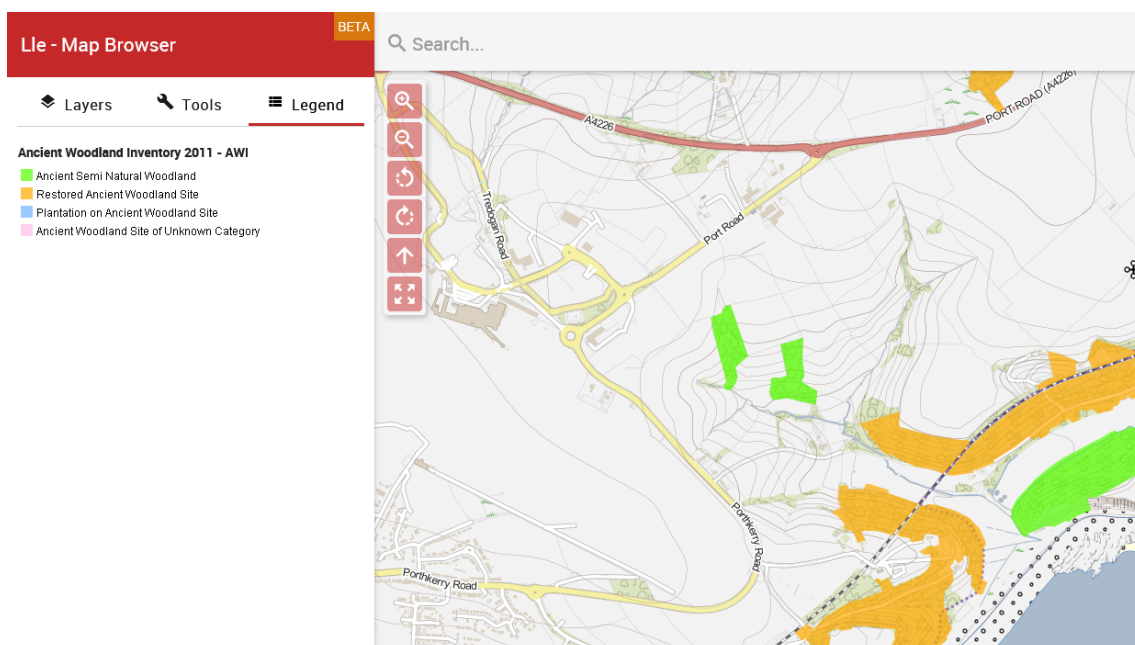 Lle - Map Browser
BETA
Search...
Layers
Tools
Legend
Ancient Woodland Inventory 2011 - AWI
Ancient Semi Natural Woodland
Restored Ancient Woodland Site
Plantation on Ancient Woodland Site
Ancient Woodland Site of Unknown Category
A4226
PORT ROAD (A4226)
Tredogan Road
Port Road
Porthkerry Road
Porthkerry Road